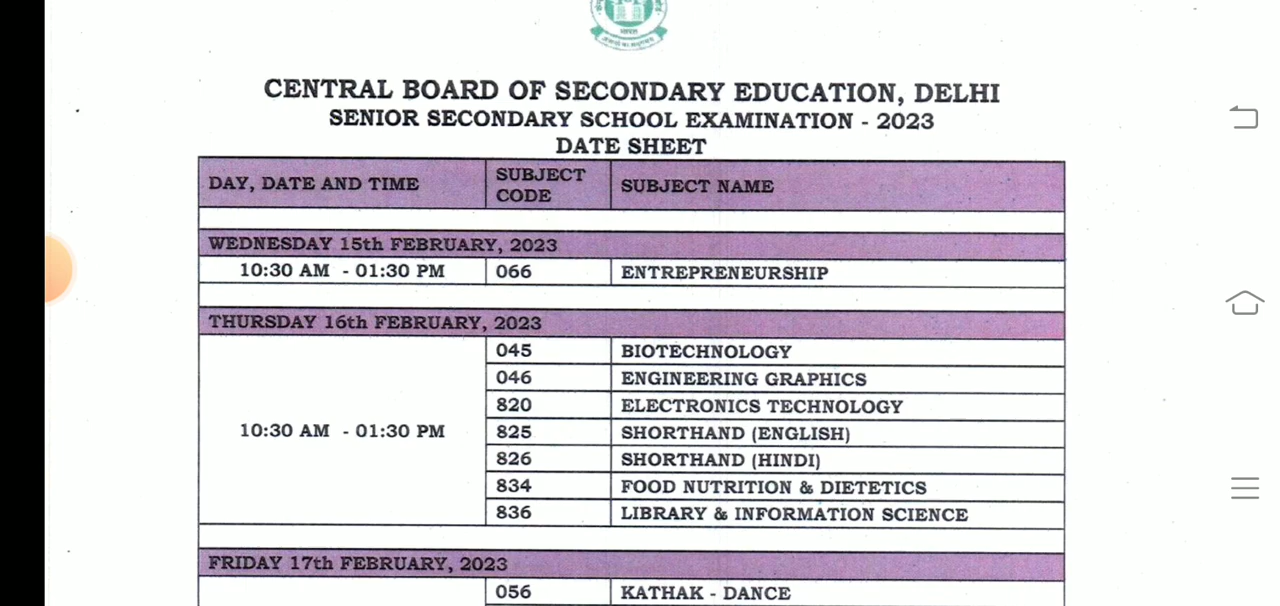 भारत
CENTRAL BOARD OF SECONDARY EDUCATION, DELHI
SENIOR SECONDARY SCHOOL EXAMINATION - 2023
DATE SHEET
DAY, DATE AND TIME SUBJECT CODE SUBJECT NAME
WEDNESDAY 15th FEBRUARY, 2023
10:30 AM - 01:30 PM 066 ENTREPRENEURSHIP
THURSDAY 16th FEBRUARY, 2023
10:30 AM - 01:30 PM
045 BIOTECHNOLOGY
046 ENGINEERING GRAPHICS
820 ELECTRONICS TECHNOLOGY
825 SHORTHAND (ENGLISH)
826 SHORTHAND (HINDI)
834 FOOD NUTRITION & DIETETICS
836 LIBRARY & INFORMATION SCIENCE
FRIDAY 17th FEBRUARY, 2023
056 KATHAK - DANCE